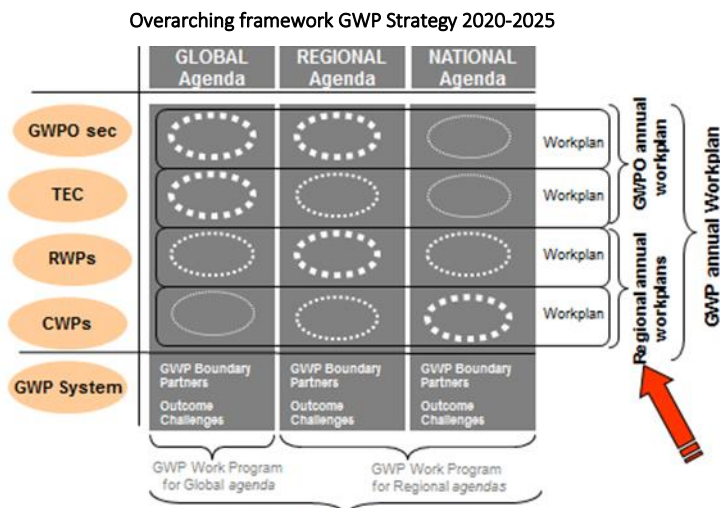 Overarching framework GWP Strategy 2020-2025
GLOBAL
Agenda
REGIONAL
Agenda
NATIONAL
Agenda
GWPO sec
Workplan
TEC
Workplan
RWPs
Workplan
CWPs
Workplan
GWPO annual
workplan
Regional annual
workplans
GWP annual Workplan
GWP System
GWP Boundary
Partners
Outcome
Challenges
GWP Boundary
Partners
Outcome
Challenges
GWP Boundary
Partners
Outcome
Challenges
GWP Work Program
for Global agenda
GWP Work Program
for Regional agendas